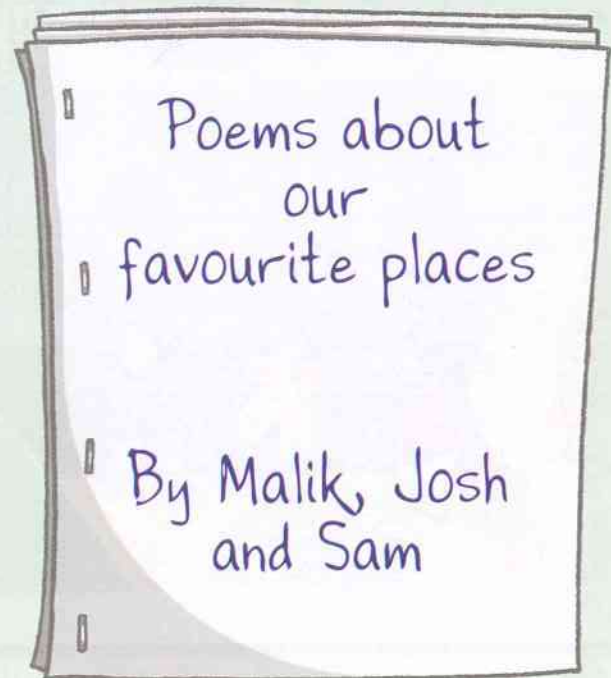 Poems about
our
favourite places
By Malik, Josh
and Sam